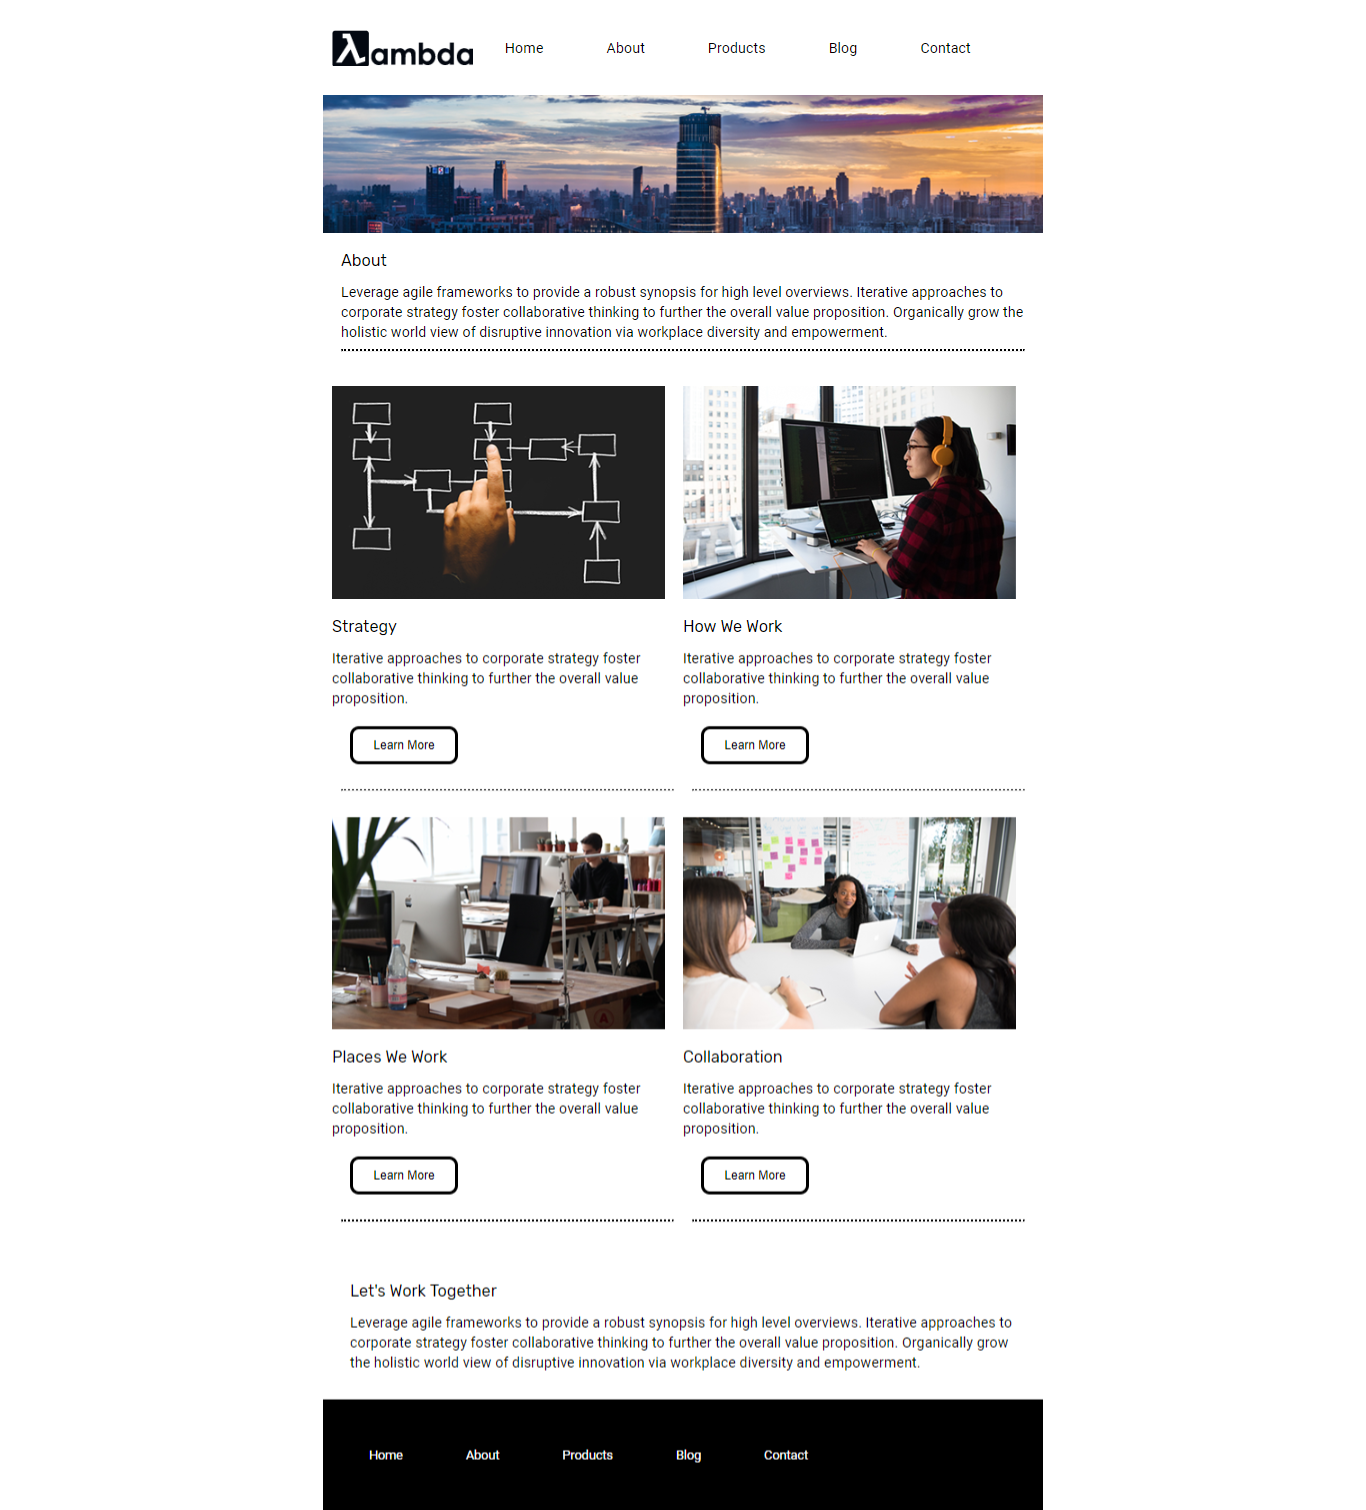 λambda
Home About Products Blog Contact
About
Leverage agile frameworks to provide a robust synopsis for high level overviews. Iterative approaches to
corporate strategy foster collaborative thinking to further the overall value proposition. Organically grow the
holistic world view of disruptive innovation via workplace diversity and empowerment.
Strategy
Iterative approaches to corporate strategy foster
collaborative thinking to further the overall value
proposition.
Learn More
How We Work
Iterative approaches to corporate strategy foster
collaborative thinking to further the overall value
proposition.
Learn More
Places We Work
Iterative approaches to corporate strategy foster
collaborative thinking to further the overall value
proposition.
Learn More
Collaboration
Iterative approaches to corporate strategy foster
collaborative thinking to further the overall value
proposition.
Learn More
Let's Work Together
Leverage agile frameworks to provide a robust synopsis for high level overviews. Iterative approaches to
corporate strategy foster collaborative thinking to further the overall value proposition. Organically grow
the holistic world view of disruptive innovation via workplace diversity and empowerment.
Home About Products Blog Contact